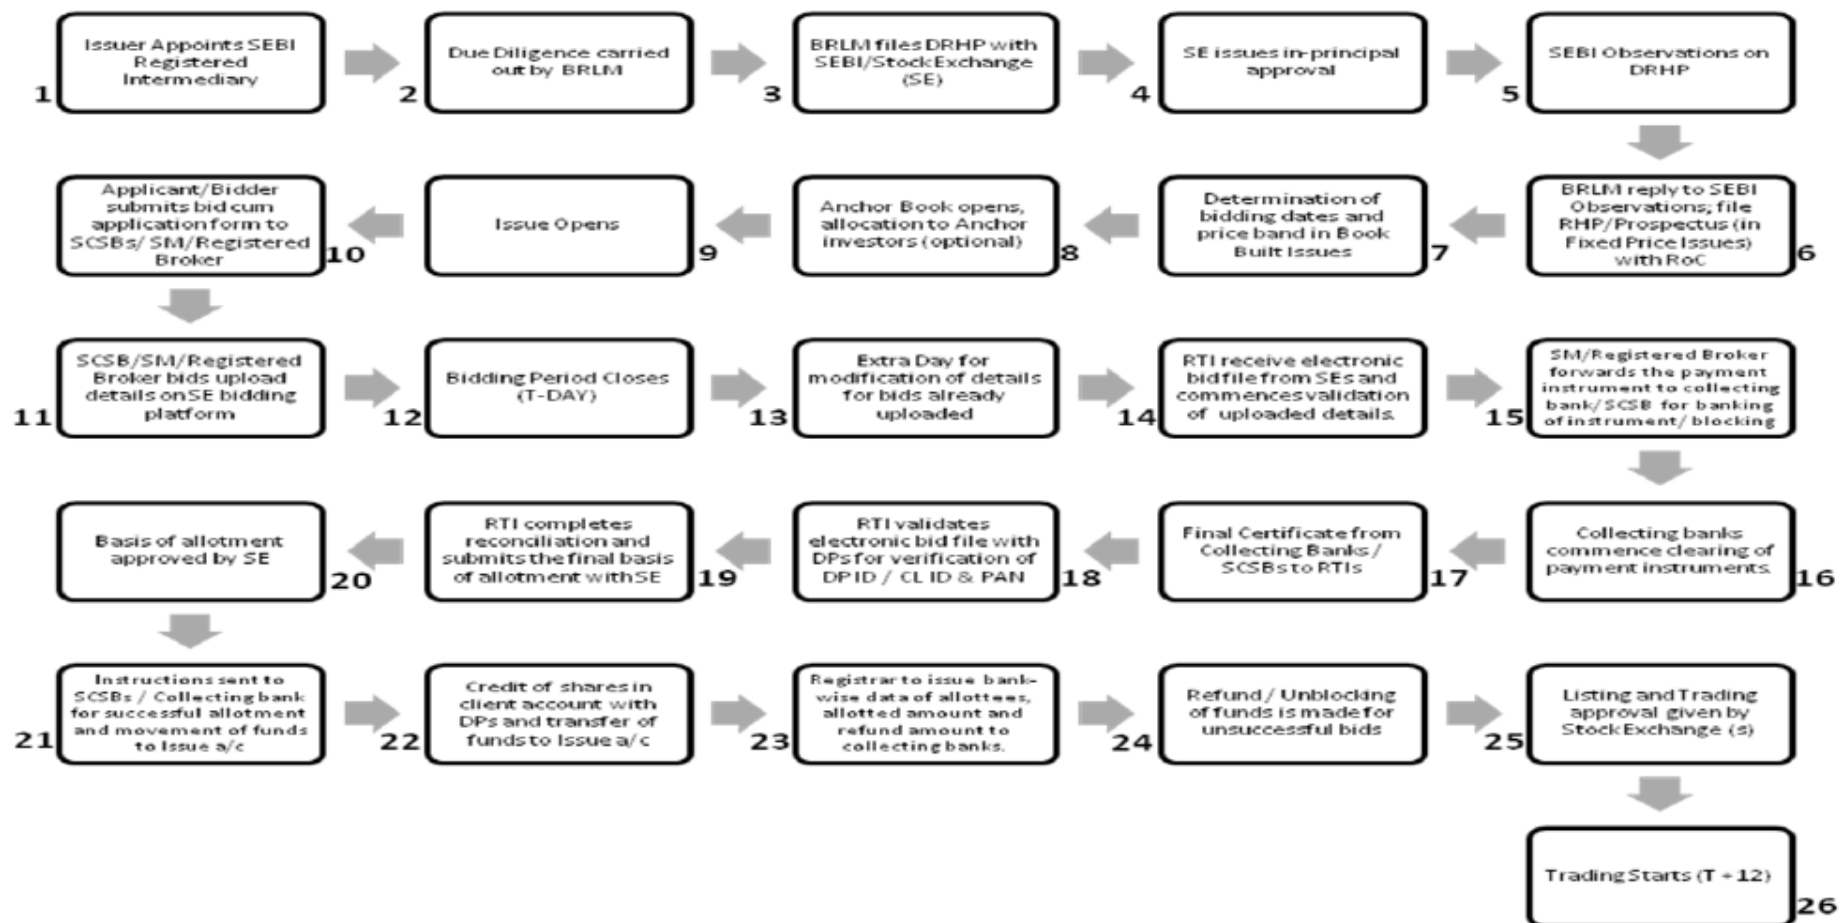 Issuer Appoints SEBI
Registered
Intermediary
1
Due Diligence carried
out by BRLM
2
BRLM files DRHP with
SEBI/Stock Exchange
(SE)
3
SE issues in-principal
approval
4
SEBI Observations on
DRHP
5
BRLM reply to SEBI
Observations; file
RHP/Prospectus (in
Fixed Price Issues)
with RoC
6
Determination of
bidding dates and
price band in Book
Built Issues
7
Anchor Book opens,
allocation to Anchor
investors (optional)
8
Issue Opens
9
Applicant/Bidder
submits bid cum
application form to
SCSBs/ SM/Registered
Broker
10
SCSB/SM/Registered
Broker bids upload
details on SE bidding
platform
11
Bidding Period Closes
(T-DAY)
12
Extra Day for
modification of details
for bids already
uploaded
13
RTI receive electronic
bid file from SEs and
commences validation
of uploaded details.
14
SM/Registered Broker
forwards the payment
instrument to collecting
bank/SCSB for banking
of instrument/ blocking
15
Collecting banks
commence clearing of
payment instruments.
16
Final Certificate from
Collecting Banks /
SCSBs to RTIs
17
RTI validates
electronic bid file with
DPs for verification of
DP ID / CL ID & PAN
18
RTI completes
reconciliation and
submits the final basis
of allotment with SE
19
Basis of allotment
approved by SE
20
Instructions sent to
SCSBs / Collecting bank
for successful allotment
and movement of funds
to Issue a/c
21
Credit of shares in
client account with
DPs and transfer of
funds to Issue a/c
22
Registrar to issue bank-
wise data of allottees,
allotted amount and
refund amount to
collecting banks.
23
Refund / Unblocking
of funds is made for
unsuccessful bids
24
Listing and Trading
approval given by
Stock Exchange (s)
25
Trading Starts (T + 12)
26